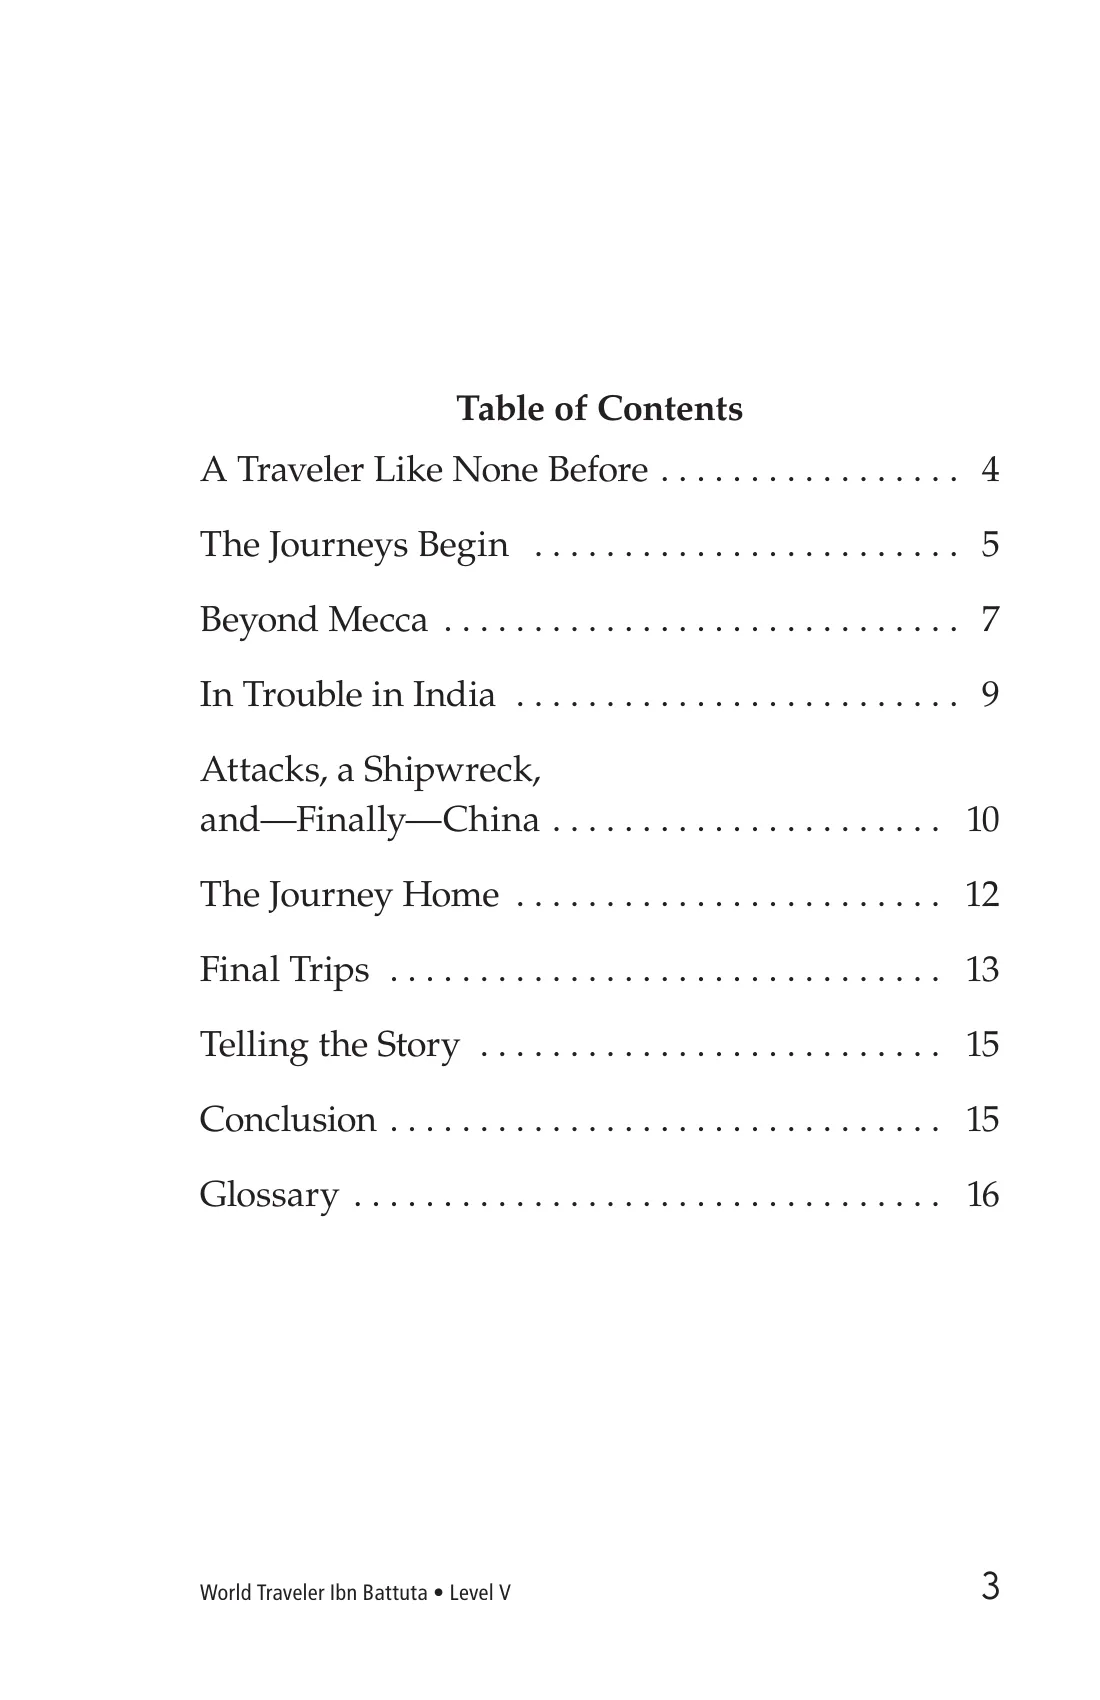 Table of Contents
A Traveler Like None Before . . . . . . . . . . . . . . . . . 4
The Journeys Begin . . . . . . . . . . . . . . . . . . . . . . . . 5
Beyond Mecca . . . . . . . . . . . . . . . . . . . . . . . . . . . . . 7
In Trouble in India . . . . . . . . . . . . . . . . . . . . . . . . . 9
Attacks, a Shipwreck,
and—Finally—China . . . . . . . . . . . . . . . . . . . . . . 10
The Journey Home . . . . . . . . . . . . . . . . . . . . . . . . 12
Final Trips . . . . . . . . . . . . . . . . . . . . . . . . . . . . . . . 13
Telling the Story . . . . . . . . . . . . . . . . . . . . . . . . . . 15
Conclusion . . . . . . . . . . . . . . . . . . . . . . . . . . . . . . . 15
Glossary . . . . . . . . . . . . . . . . . . . . . . . . . . . . . . . . . 16
World Traveler Ibn Battuta • Level V 3